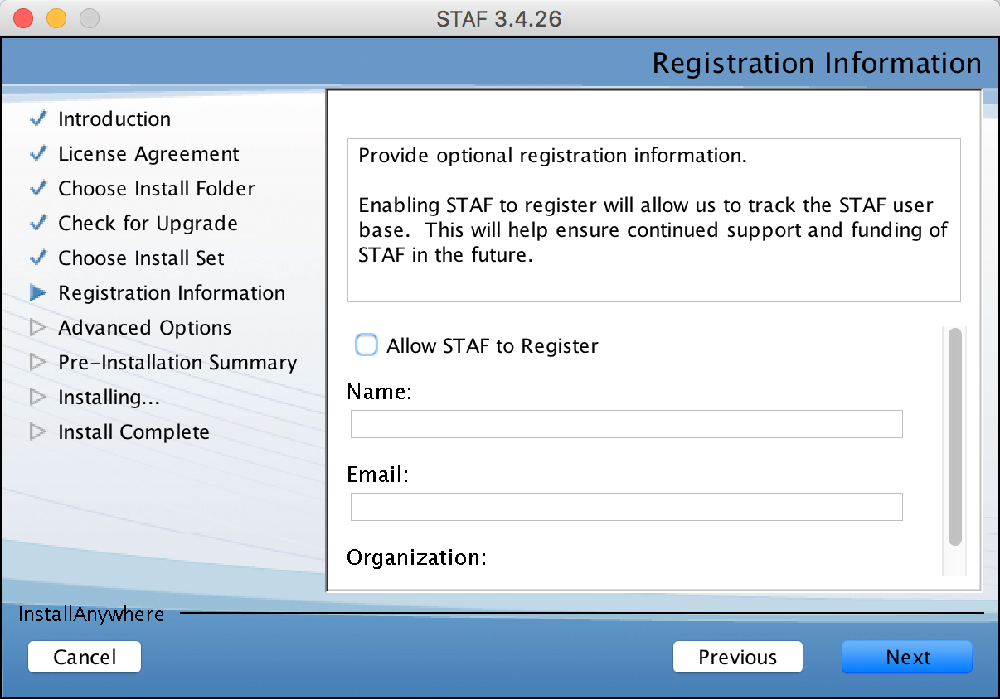 STAF 3.4.26
Registration Information
Introduction
License Agreement
Choose Install Folder
Check for Upgrade
Choose Install Set
Registration Information
Advanced Options
Pre-Installation Summary
Installing...
Install Complete
Provide optional registration information.
Enabling STAF to register will allow us to track the STAF user
base.  This will help ensure continued support and funding of
STAF in the future.
Allow STAF to Register
Name:
Email:
Organization:
InstallAnywhere
Cancel
Previous
Next